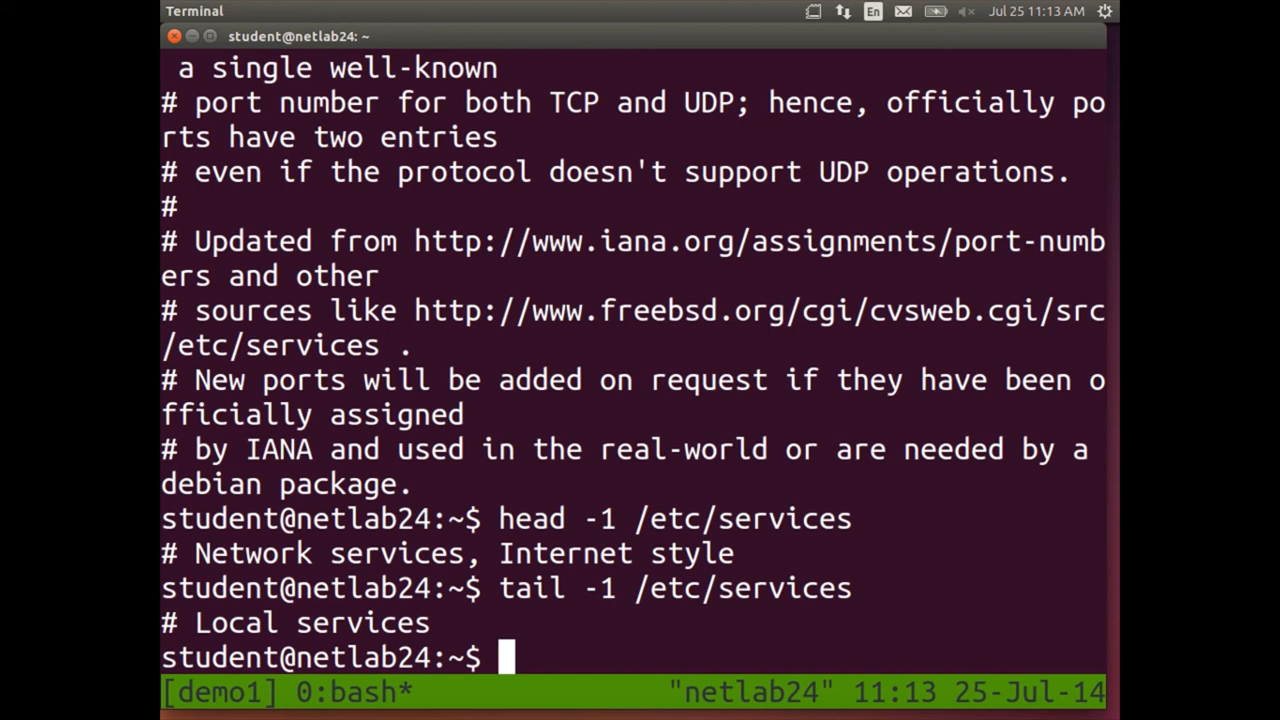 Terminal
En
Jul 25 11:13 AM
student@netlab24: ~
a single well-known
# port number for both TCP and UDP; hence, officially po
rts have two entries
# even if the protocol doesn't support UDP operations.
#
# Updated from http://www.iana.org/assignments/port-numb
ers and other
# sources like http://www.freebsd.org/cgi/cvsweb.cgi/src
/etc/services .
# New ports will be added on request if they have been o
fficially assigned
# by IANA and used in the real-world or are needed by a
debian package.
student@netlab24:~$ head -1 /etc/services
# Network services, Internet style
student@netlab24:~$ tail -1 /etc/services
# Local services
student@netlab24:~$
[demo1] 0:bash* "netlab24" 11:13 25-Jul-14